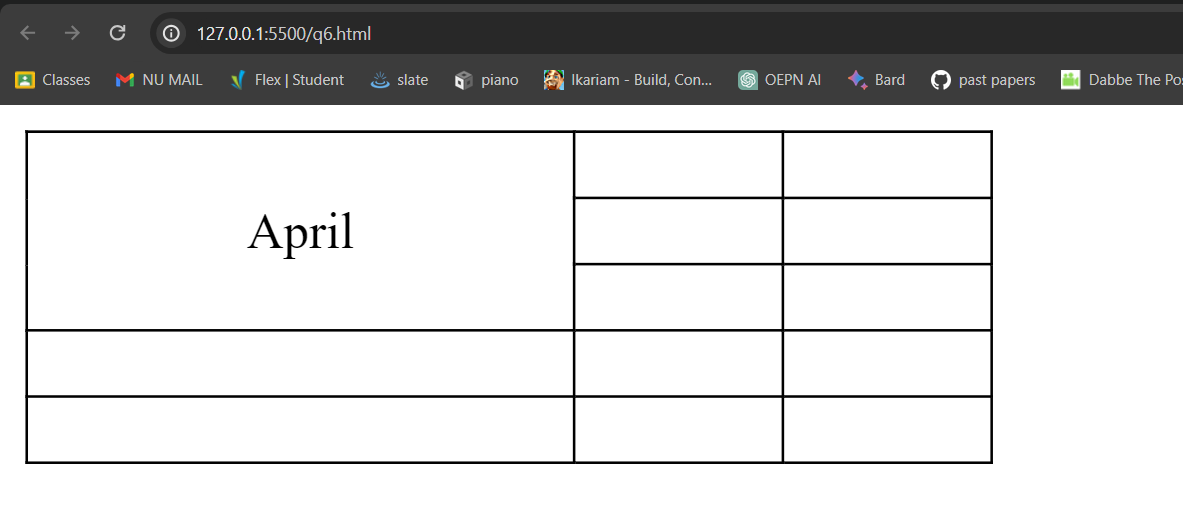 127.0.0.1:5500/q6.html
Classes NU MAIL Flex | Student slate piano Ikariam - Build, Con... OEPN AI Bard past papers Dabbe The Pos
April